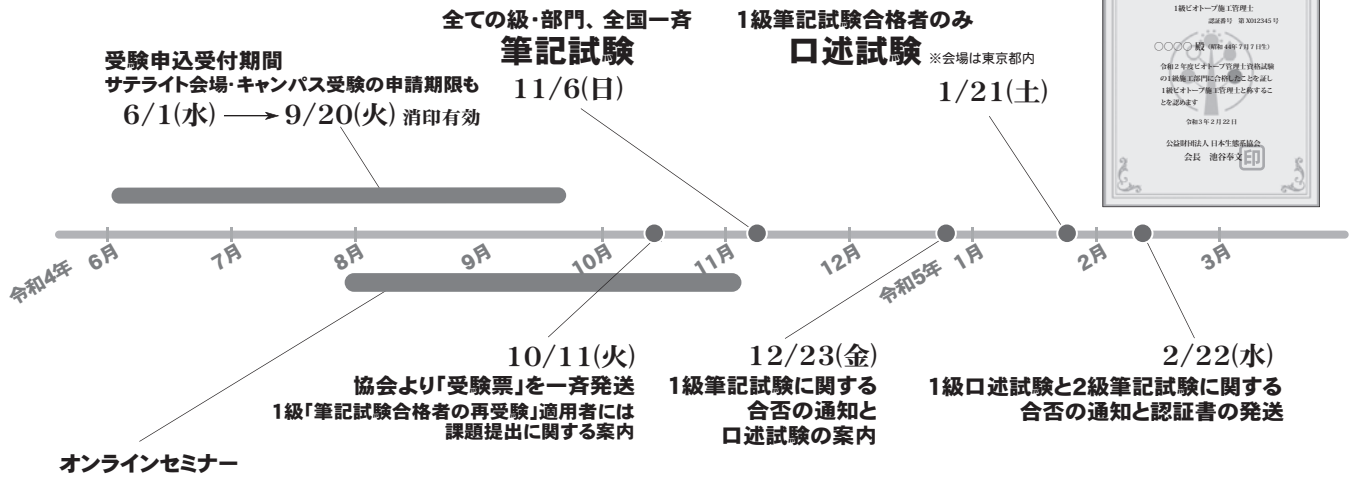 全ての級・部門、全国一斉
筆記試験
11/6(日)
1級筆記試験合格者のみ
口述試験 ※会場は東京都内
1/21(土)
受験申込受付期間
サテライト会場・キャンパス受験の申請期限も
6/1(水) → 9/20(火) 消印有効
1級ビオトープ施工管理士
認証番号 第X012345号
○○○○殿 (昭和44年7月7日生)
令和2年度ビオトープ管理士資格試験
の1級施工部門に合格したことを証し
1級ビオトープ施工管理士と称するこ
とを認めます
令和3年2月22日
公益財団法人 日本生態系協会
会長 池谷奉文 印
令和4年 6月
7月
8月
9月
10月
11月
12月
令和5年 1月
2月
3月
10/11(火)
協会より「受験票」を一斉発送
1級「筆記試験合格者の再受験」適用者には
課題提出に関する案内
12/23(金)
1級筆記試験に関する
合否の通知と
口述試験の案内
2/22(水)
1級口述試験と2級筆記試験に関する
合否の通知と認証書の発送
オンラインセミナー